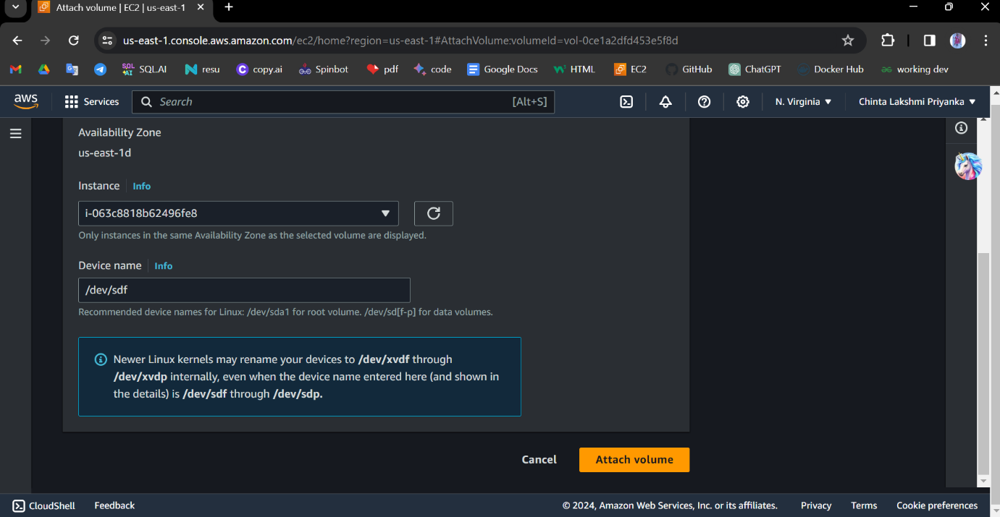 Attach volume | EC2 | us-east-1
us-east-1.console.aws.amazon.com/ec2/home?region=us-east-1#AttachVolume:volumeId=vol-0ce1a2dfd453e5f8d
SQL AI SQL.AI resu copy.ai Spinbot pdf code Google Docs HTML EC2 GitHub ChatGPT Docker Hub working dev
aws Services Search [Alt+S] N. Virginia Chinta Lakshmi Priyanka
Availability Zone
us-east-1d
Instance Info
i-063c8818b62496fe8
Only instances in the same Availability Zone as the selected volume are displayed.
Device name Info
/dev/sdf
Recommended device names for Linux: /dev/sda1 for root volume. /dev/sd[f-p] for data volumes.
Newer Linux kernels may rename your devices to /dev/xvdf through
/dev/xvdp internally, even when the device name entered here (and shown in
the details) is /dev/sdf through /dev/sdp.
Cancel Attach volume
CloudShell Feedback © 2024, Amazon Web Services, Inc. or its affiliates. Privacy Terms Cookie preferences